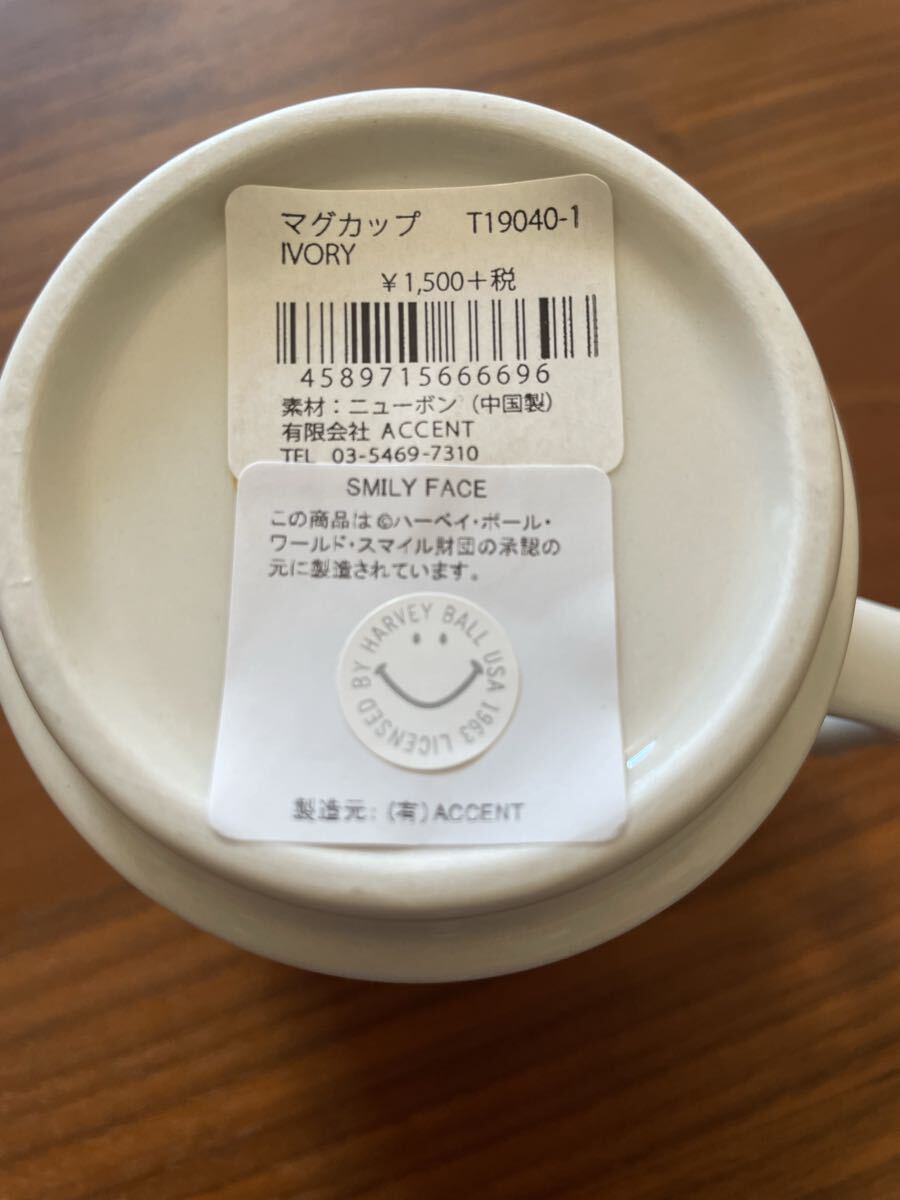 マグカップ T19040-1
IVORY
¥1,500+税
4589715666696
素材：ニューボン（中国製）
有限会社 ACCENT
TEL 03-5469-7310
SMILY FACE
この商品は©ハーベイ・ボール・
ワールド・スマイル財団の承認の
元に製造されています。
LICENSED BY HARVEY BALL USA 1963
製造元：（有）ACCENT